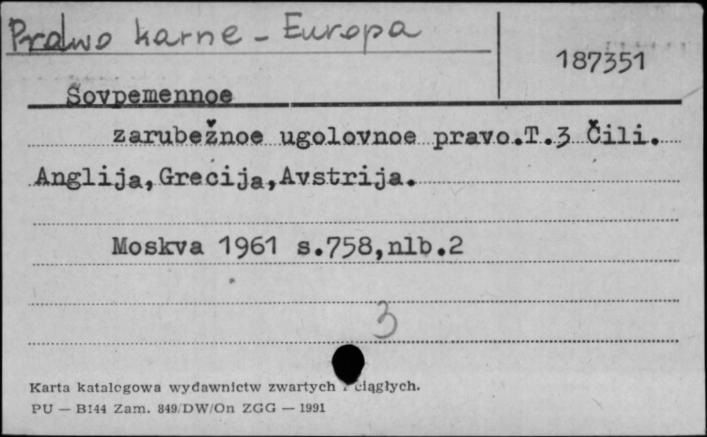 Prawo karne - Europa
187351
Sovpemennoe
zarubežnoe ugolovnoe pravo.T.3 Čili.
Anglija,Grecija,Avstrija.
Moskva 1961 s.758,nlb.2
3
Karta katalogowa wydawnictw zwartych i ciągłych.
PU — B144 Zam. 849/DW/On ZGG — 1991